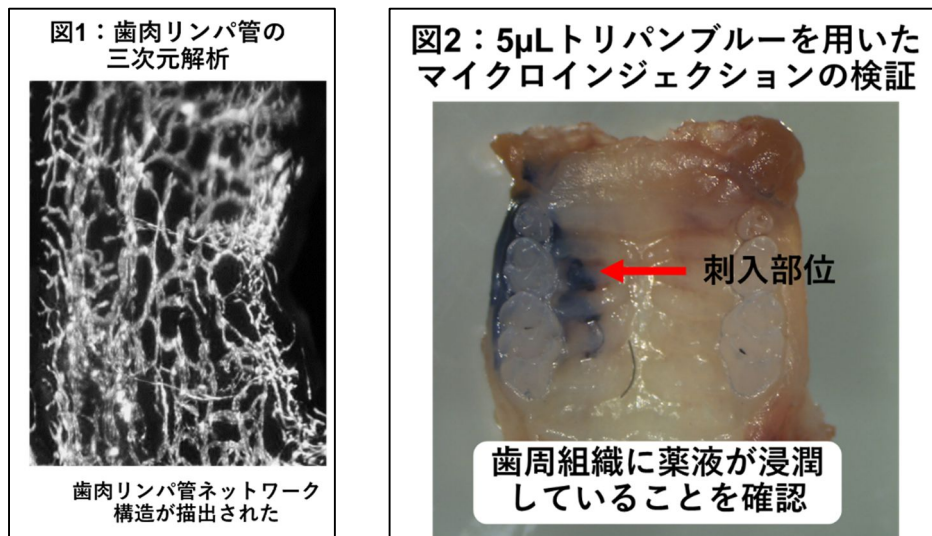 図1：歯肉リンパ管の
三次元解析
歯肉リンパ管ネットワーク
構造が描出された
図2：5μLトリパンブルーを用いた
マイクロインジェクションの検証
刺入部位
歯周組織に薬液が浸潤
していることを確認